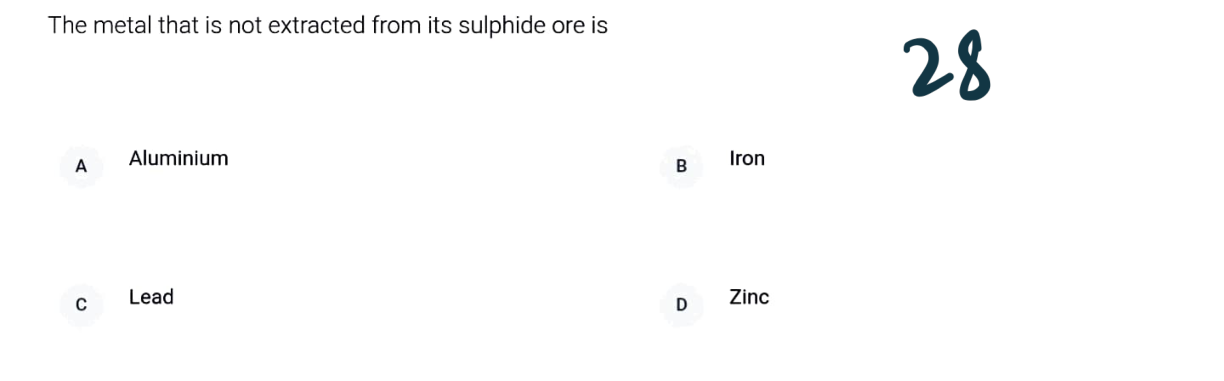 The metal that is not extracted from its sulphide ore is
28
A Aluminium
B Iron
C Lead
D Zinc